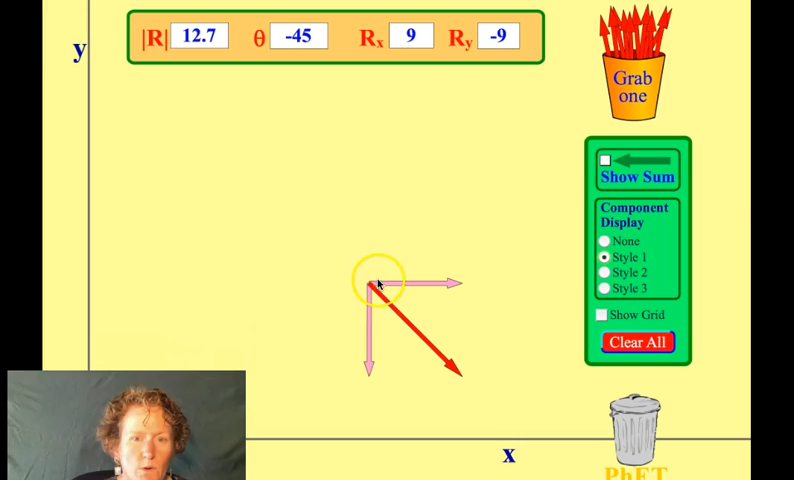 y
|R| 12.7 θ -45 Rx 9 Ry -9
Grab
one
Show Sum
Component
Display
None
Style 1
Style 2
Style 3
Show Grid
Clear All
x
PhET